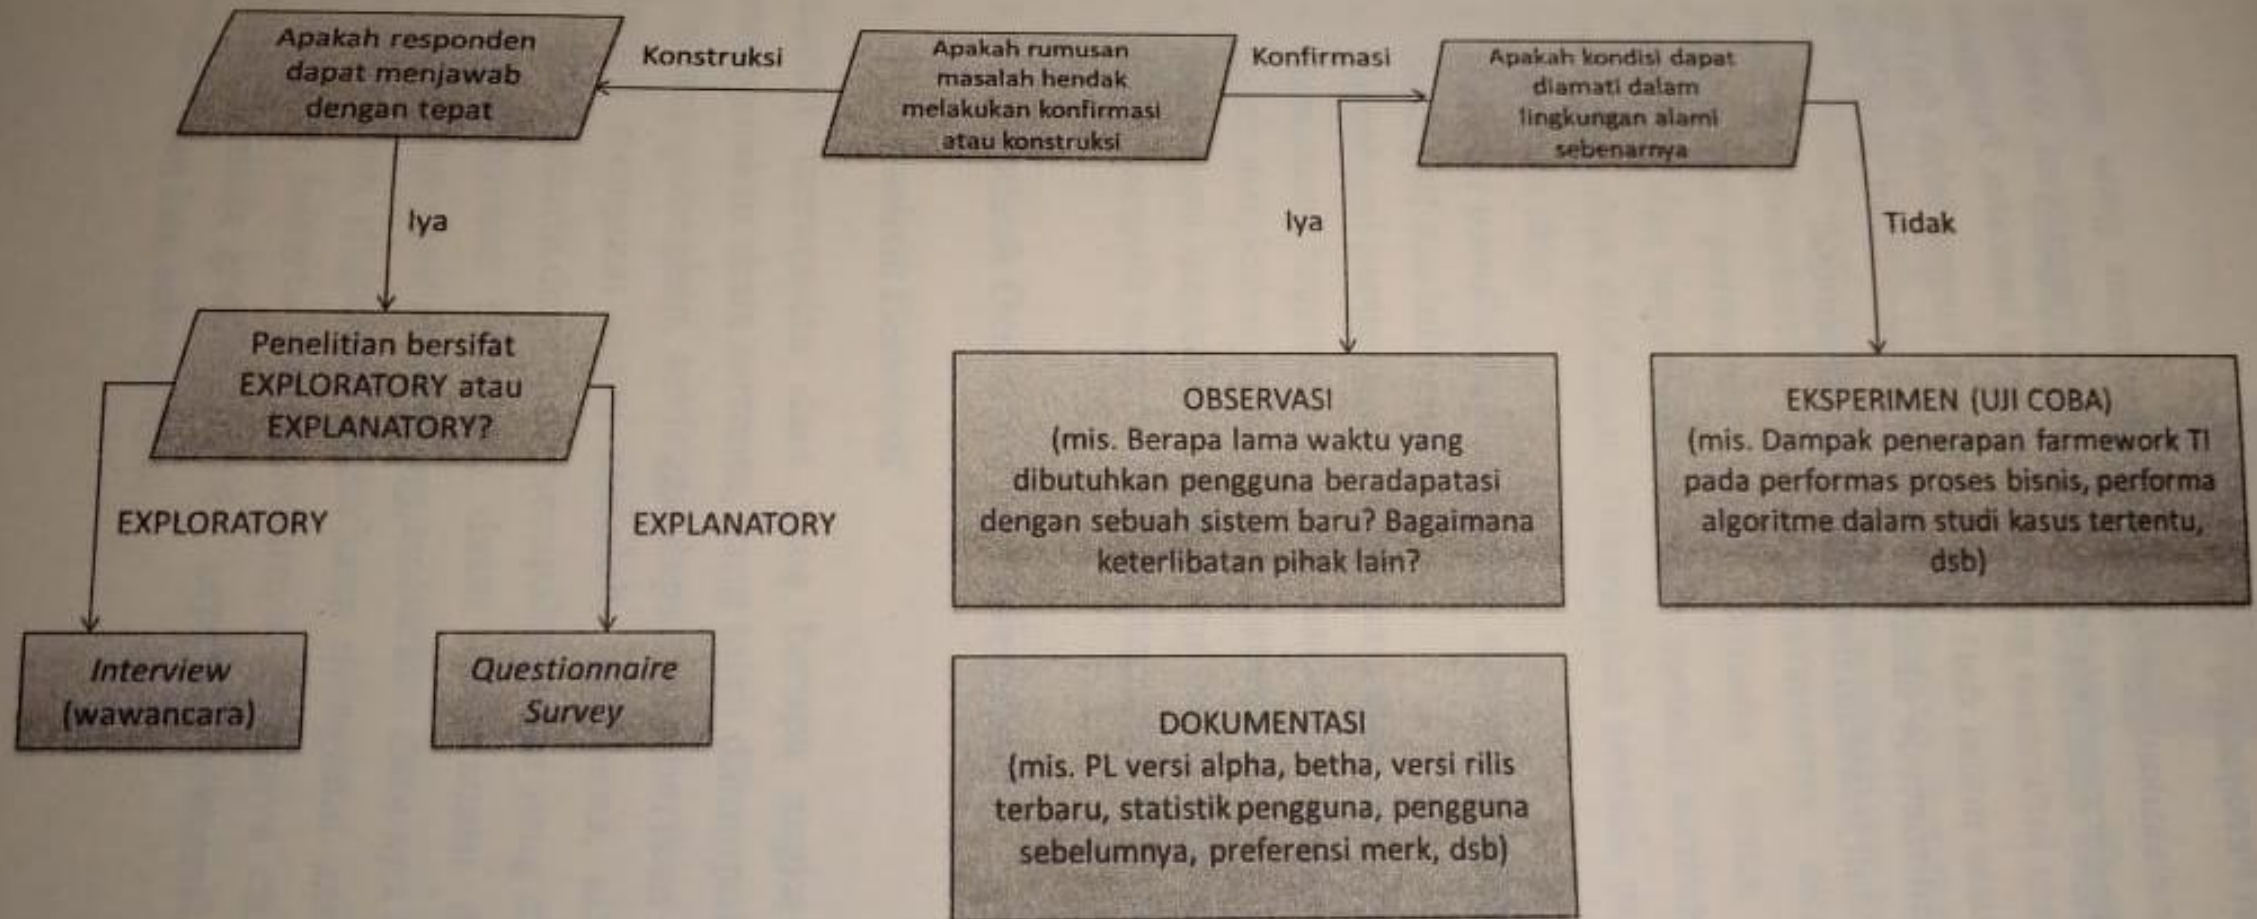 Apakah responden
dapat menjawab
dengan tepat
Konstruksi
Apakah rumusan
masalah hendak
melakukan konfirmasi
atau konstruksi
Konfirmasi
Apakah kondisi dapat
diamati dalam
lingkungan alami
sebenarnya
Iya
Iya
Tidak
Penelitian bersifat
EXPLORATORY atau
EXPLANATORY?
EXPLORATORY
EXPLANATORY
Interview
(wawancara)
Questionnaire
Survey
OBSERVASI
(mis. Berapa lama waktu yang
dibutuhkan pengguna beradapatasi
dengan sebuah sistem baru? Bagaimana
keterlibatan pihak lain?
EKSPERIMEN (UJI COBA)
(mis. Dampak penerapan farmework TI
pada performas proses bisnis, performa
algoritme dalam studi kasus tertentu,
dsb)
DOKUMENTASI
(mis. PL versi alpha, betha, versi rilis
terbaru, statistik pengguna, pengguna
sebelumnya, preferensi merk, dsb)